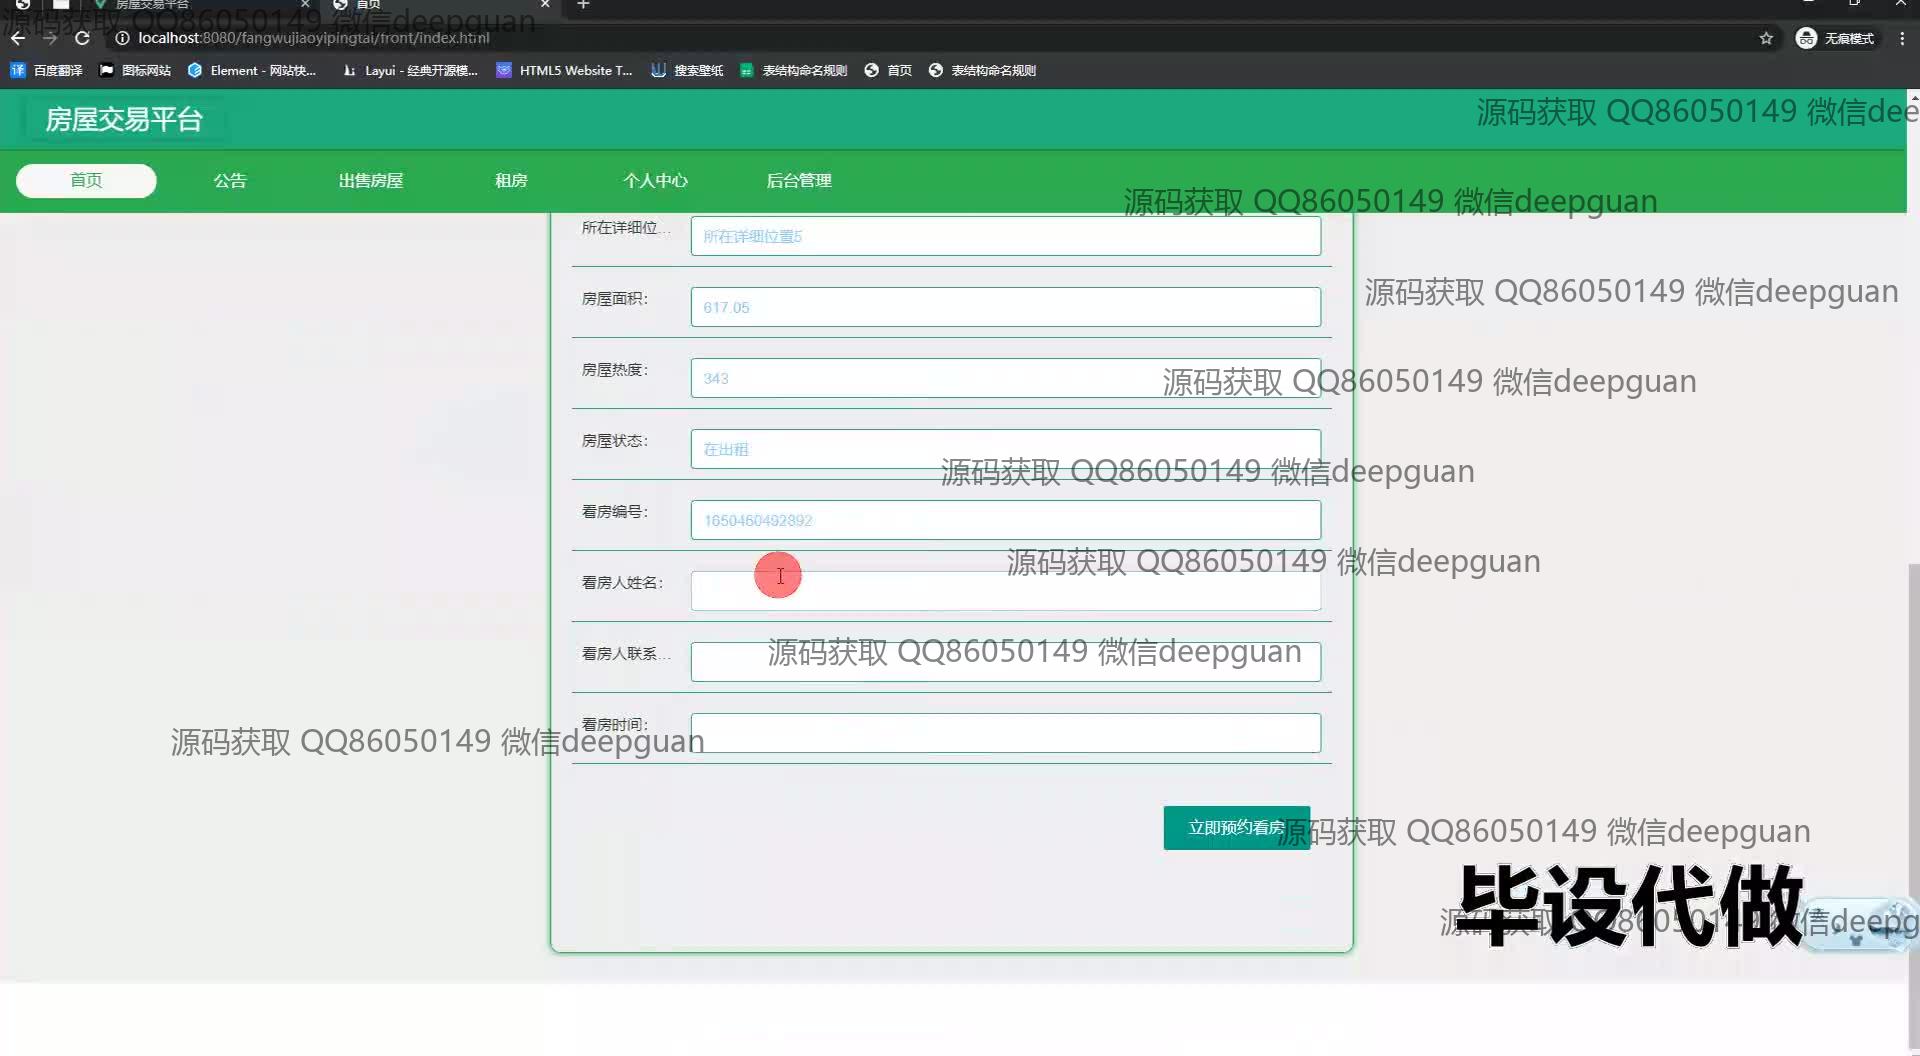 房屋交易平台
首页
源码获取 QQ86050149 微信deepguan
localhost:8080/fangwujiaoyipingtai/front/index.html
无痕模式
百度翻译
图标网站
Element - 网站快...
Layui - 经典开源模...
HTML5 Website T...
搜索壁纸
表结构命名规则
首页
表结构命名规则
房屋交易平台
源码获取 QQ86050149 微信dee
首页
公告
出售房屋
租房
个人中心
后台管理
源码获取 QQ86050149 微信deepguan
所在详细位...
所在详细位置5
源码获取 QQ86050149 微信deepguan
房屋面积：
617.05
房屋热度：
343
源码获取 QQ86050149 微信deepguan
房屋状态：
在出租
源码获取 QQ86050149 微信deepguan
看房编号：
1650460492892
源码获取 QQ86050149 微信deepguan
看房人姓名：
看房人联系...
源码获取 QQ86050149 微信deepguan
看房时间：
源码获取 QQ86050149 微信deepguan
立即预约看房
源码获取 QQ86050149 微信deepguan
毕设代做
源码获取 QQ86050149 微信deepg